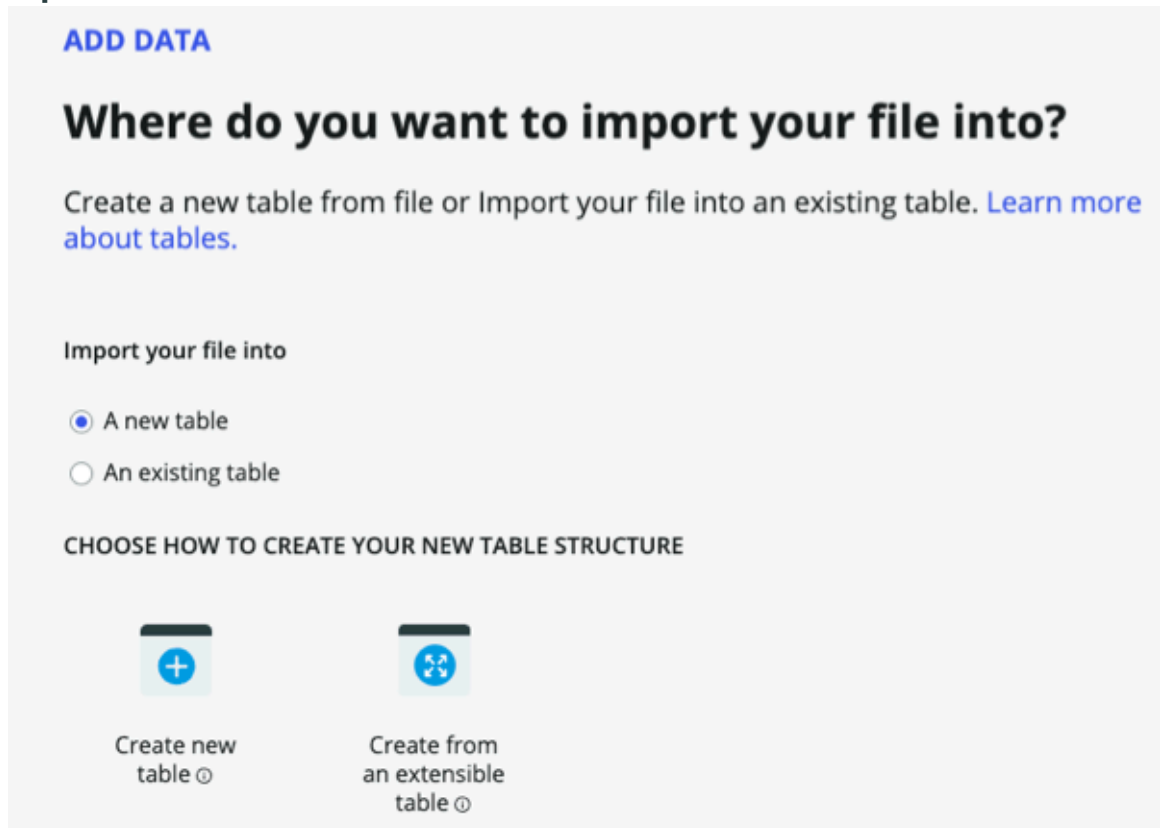 ADD DATA
Where do you want to import your file into?
Create a new table from file or Import your file into an existing table. Learn more
about tables.
Import your file into
A new table
An existing table
CHOOSE HOW TO CREATE YOUR NEW TABLE STRUCTURE
Create new
table
Create from
an extensible
table